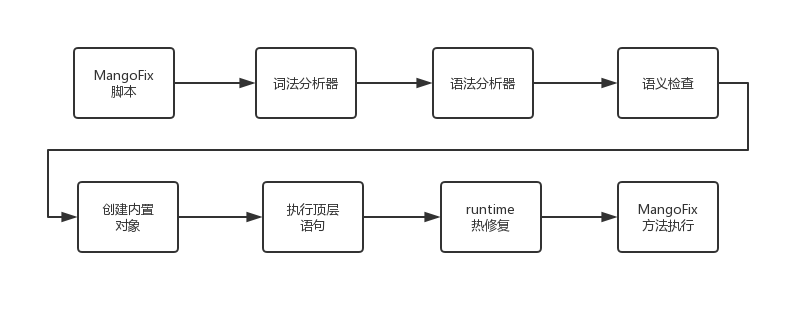 MangoFix
脚本
词法分析器
语法分析器
语义检查
创建内置
对象
执行顶层
语句
runtime
热修复
MangoFix
方法执行